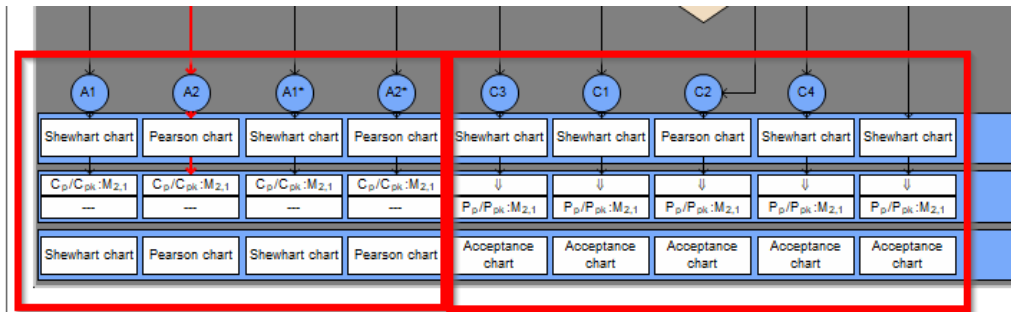 A1 A2 A1* A2* C3 C1 C2 C4
Shewhart chart Pearson chart Shewhart chart Pearson chart Shewhart chart Shewhart chart Pearson chart Shewhart chart Shewhart chart
Cp/Cpk:M2,1 Cp/Cpk:M2,1 Cp/Cpk:M2,1 Cp/Cpk:M2,1 ⇓ ⇓ ⇓ ⇓ ⇓
--- --- --- --- Pp/Ppk:M2,1 Pp/Ppk:M2,1 Pp/Ppk:M2,1 Pp/Ppk:M2,1 Pp/Ppk:M2,1
Shewhart chart Pearson chart Shewhart chart Pearson chart Acceptance Acceptance Acceptance Acceptance Acceptance
chart chart chart chart chart